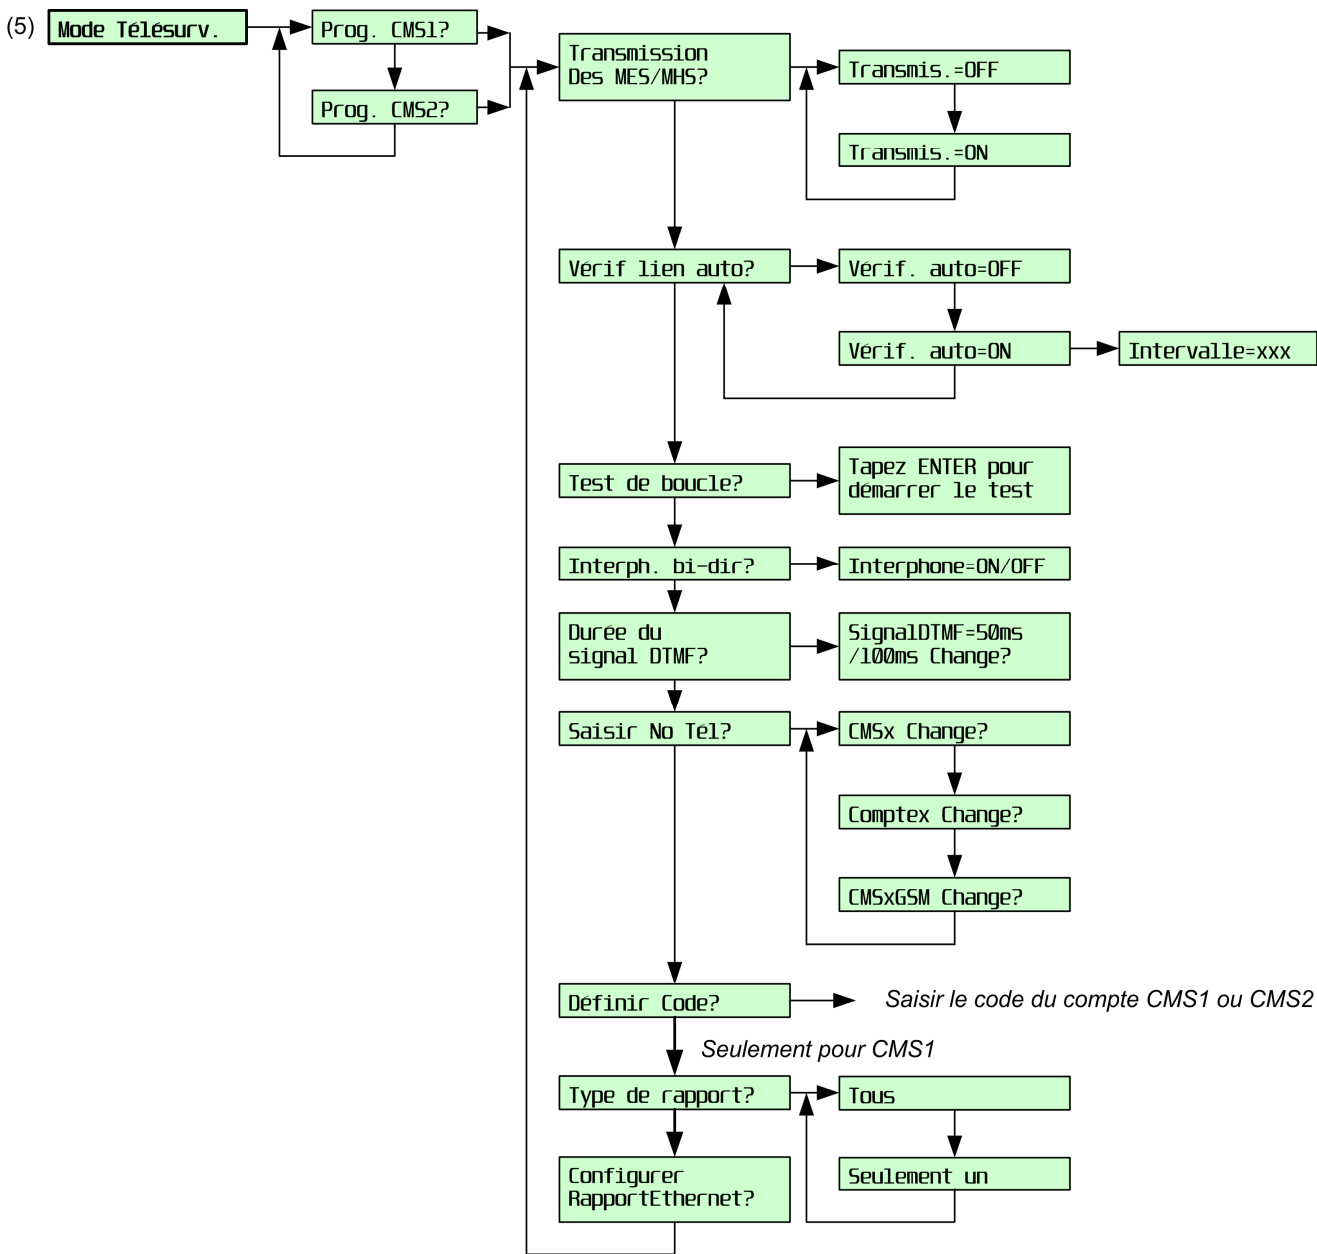 (5) Mode Télésurv.
Prog. CMS1?
Prog. CMS2?
Transmission
Des MES/MHS?
Transmis.=OFF
Transmis.=ON
Vérif lien auto?
Vérif. auto=OFF
Vérif. auto=ON
Intervalle=xxx
Test de boucle?
Tapez ENTER pour
démarrer le test
Interph. bi-dir?
Interphone=ON/OFF
Durée du
signal DTMF?
SignalDTMF=50ms
/100ms Change?
Saisir No Tél?
CMSx Change?
Comptex Change?
CMSxGSM Change?
Définir Code?
Saisir le code du compte CMS1 ou CMS2
Seulement pour CMS1
Type de rapport?
Tous
Seulement un
Configurer
RapportEthernet?